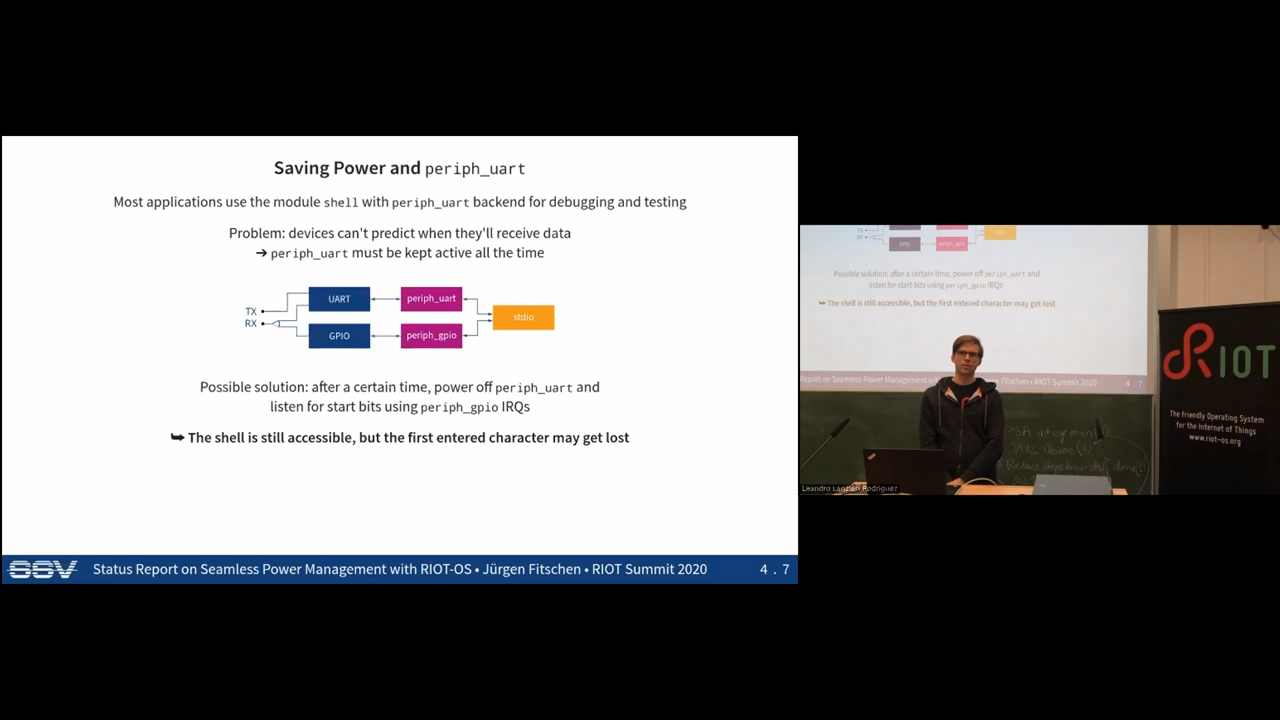 Saving Power and periph_uart
Most applications use the module shell with periph_uart backend for debugging and testing
Problem: devices can't predict when they'll receive data
➔ periph_uart must be kept active all the time
TX
RX
UART
periph_uart
GPIO
periph_gpio
stdio
Possible solution: after a certain time, power off periph_uart and
listen for start bits using periph_gpio IRQs
➥ The shell is still accessible, but the first entered character may get lost
SSV
Status Report on Seamless Power Management with RIOT-OS • Jürgen Fitschen • RIOT Summit 2020
4 . 7
GPIO
periph_gpio
Possible solution: after a certain time, power off periph_uart and
listen for start bits using periph_gpio IRQs
➥ The shell is still accessible, but the first entered character may get lost
Report on Seamless Power Management with
RIOT Summit 2020
4 . 7
RIOT
The friendly Operating System
for the Internet of Things
www.riot-os.org
Leandro Lanzieri Rodriguez